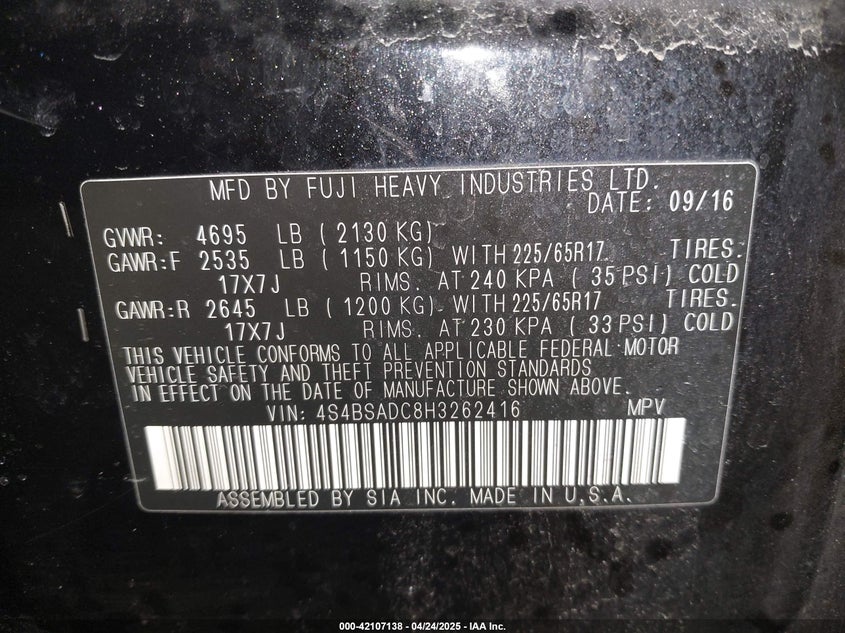 MFD BY FUJI HEAVY INDUSTRIES LTD.
DATE: 09/16
GVWR: 4695 LB ( 2130 KG)
GAWR:F 2535 LB ( 1150 KG) WITH 225/65R17 TIRES.
17X7J RIMS. AT 240 KPA ( 35 PSI) COLD
GAWR:R 2645 LB ( 1200 KG) WITH 225/65R17 TIRES.
17X7J RIMS. AT 230 KPA ( 33 PSI) COLD
THIS VEHICLE CONFORMS TO ALL APPLICABLE FEDERAL MOTOR
VEHICLE SAFETY AND THEFT PREVENTION STANDARDS
IN EFFECT ON THE DATE OF MANUFACTURE SHOWN ABOVE.
VIN: 4S4BSADC8H3262416 MPV
ASSEMBLED BY SIA INC. MADE IN U.S.A.
000-42107138 - 04/24/2025 - IAA Inc.